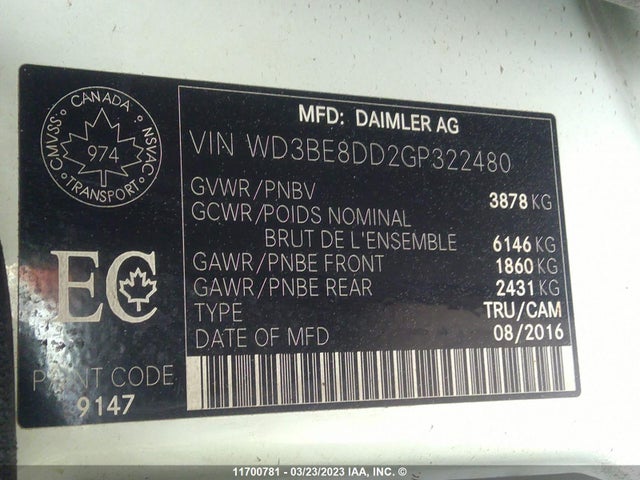 CANADA
CMVSS NSVAC
974
TRANSPORT
MFD: DAIMLER AG
VIN WD3BE8DD2GP322480
GVWR/PNBV 3878 KG
GCWR/POIDS NOMINAL
BRUT DE L'ENSEMBLE 6146 KG
GAWR/PNBE FRONT 1860 KG
GAWR/PNBE REAR 2431 KG
TYPE TRU/CAM
DATE OF MFD 08/2016
EC
PAINT CODE
9147
11700781 - 03/23/2023 IAA, INC. ©